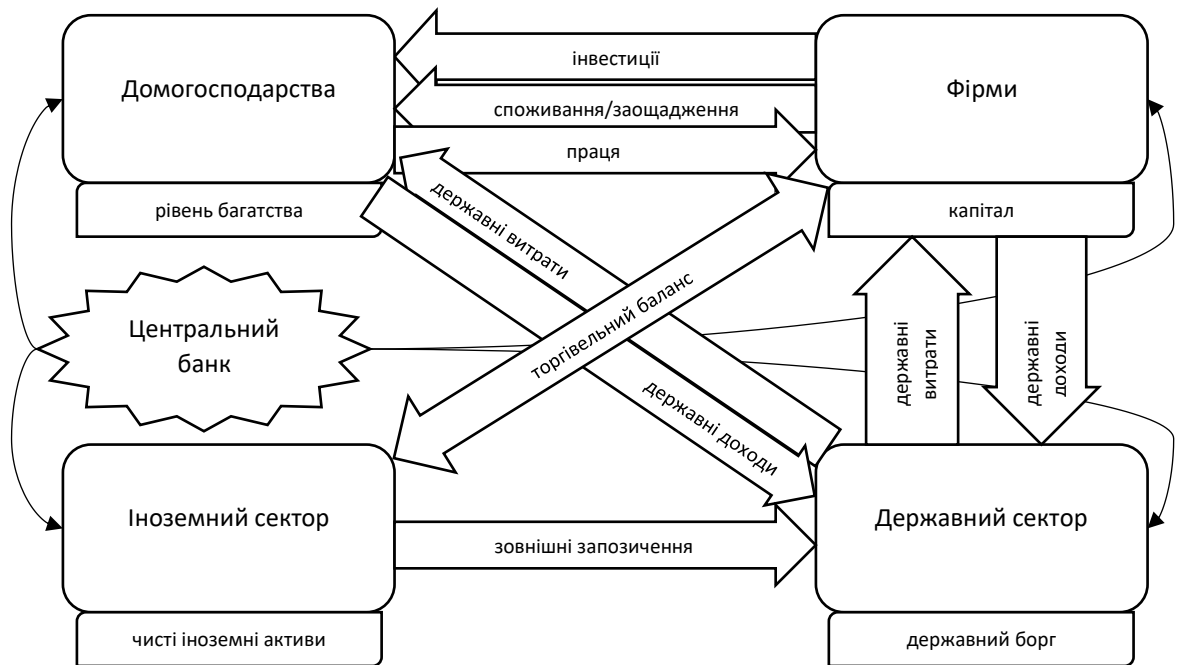 Домогосподарства
інвестиції
Фірми
споживання/заощадження
праця
рівень багатства
державні витрати
капітал
Центральний
банк
торгівельний баланс
державні
витрати
державні
доходи
державні доходи
Іноземний сектор
зовнішні запозичення
Державний сектор
чисті іноземні активи
державний борг